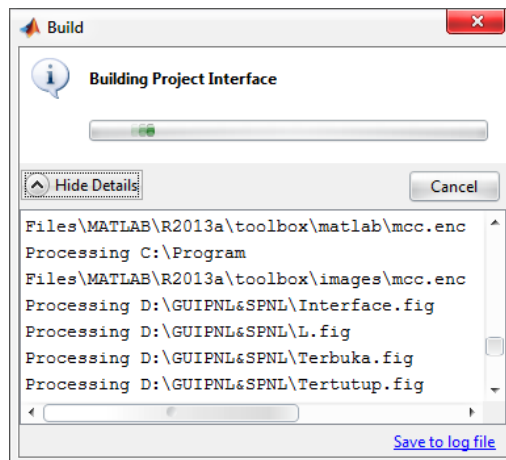 Build
Building Project Interface
Hide Details
Cancel
Files\MATLAB\R2013a\toolbox\matlab\mcc.enc
Processing C:\Program
Files\MATLAB\R2013a\toolbox\images\mcc.enc
Processing D:\GUIPNL&SPNL\Interface.fig
Processing D:\GUIPNL&SPNL\L.fig
Processing D:\GUIPNL&SPNL\Terbuka.fig
Processing D:\GUIPNL&SPNL\Tertutup.fig
Save to log file